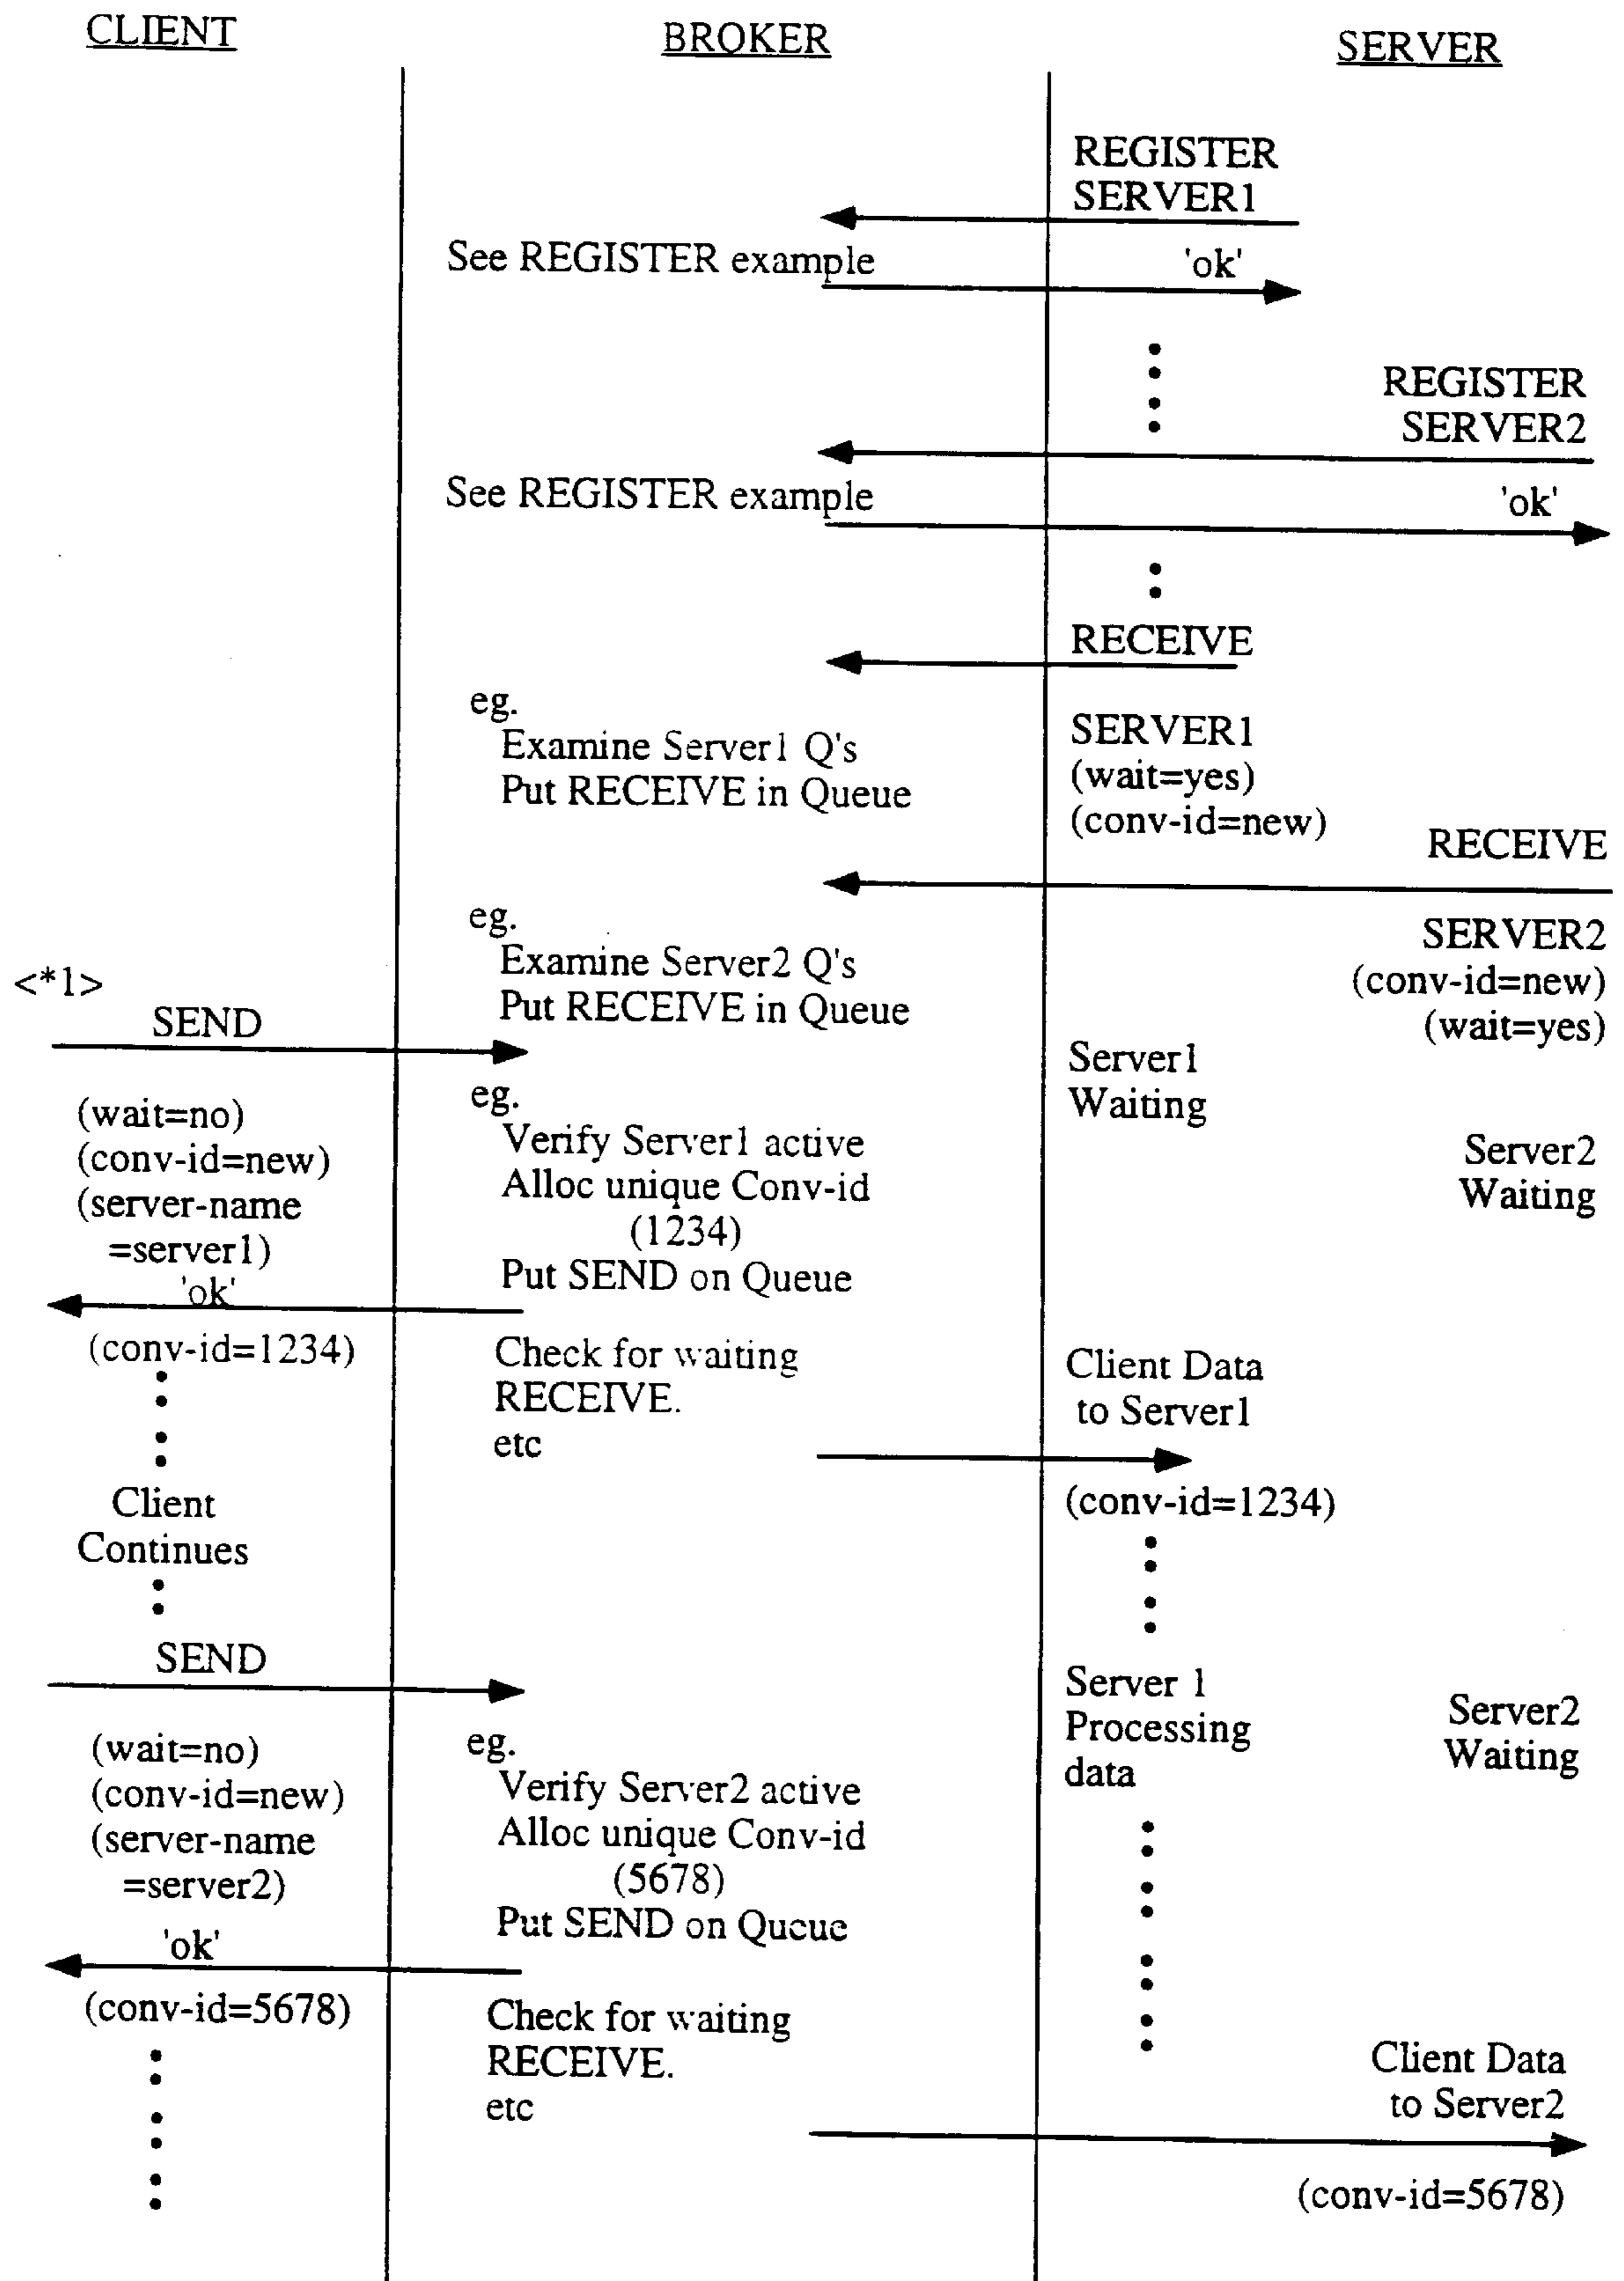 CLIENT
BROKER
SERVER
REGISTER
SERVER1
See REGISTER example
'ok'
REGISTER
SERVER2
See REGISTER example
'ok'
RECEIVE
eg.
Examine Server1 Q's
Put RECEIVE in Queue
SERVER1
(wait=yes)
(conv-id=new)
RECEIVE
eg.
Examine Server2 Q's
Put RECEIVE in Queue
SERVER2
(conv-id=new)
(wait=yes)
<*1>
SEND
Server1
Waiting
(wait=no)
(conv-id=new)
(server-name
=server1)
eg.
Verify Server1 active
Alloc unique Conv-id
(1234)
Put SEND on Queue
Server2
Waiting
'ok'
(conv-id=1234)
Check for waiting
RECEIVE.
etc
Client Data
to Server1
(conv-id=1234)
Client
Continues
SEND
Server 1
Processing
data
Server2
Waiting
(wait=no)
(conv-id=new)
(server-name
=server2)
eg.
Verify Server2 active
Alloc unique Conv-id
(5678)
Put SEND on Queue
'ok'
(conv-id=5678)
Check for waiting
RECEIVE.
etc
Client Data
to Server2
(conv-id=5678)